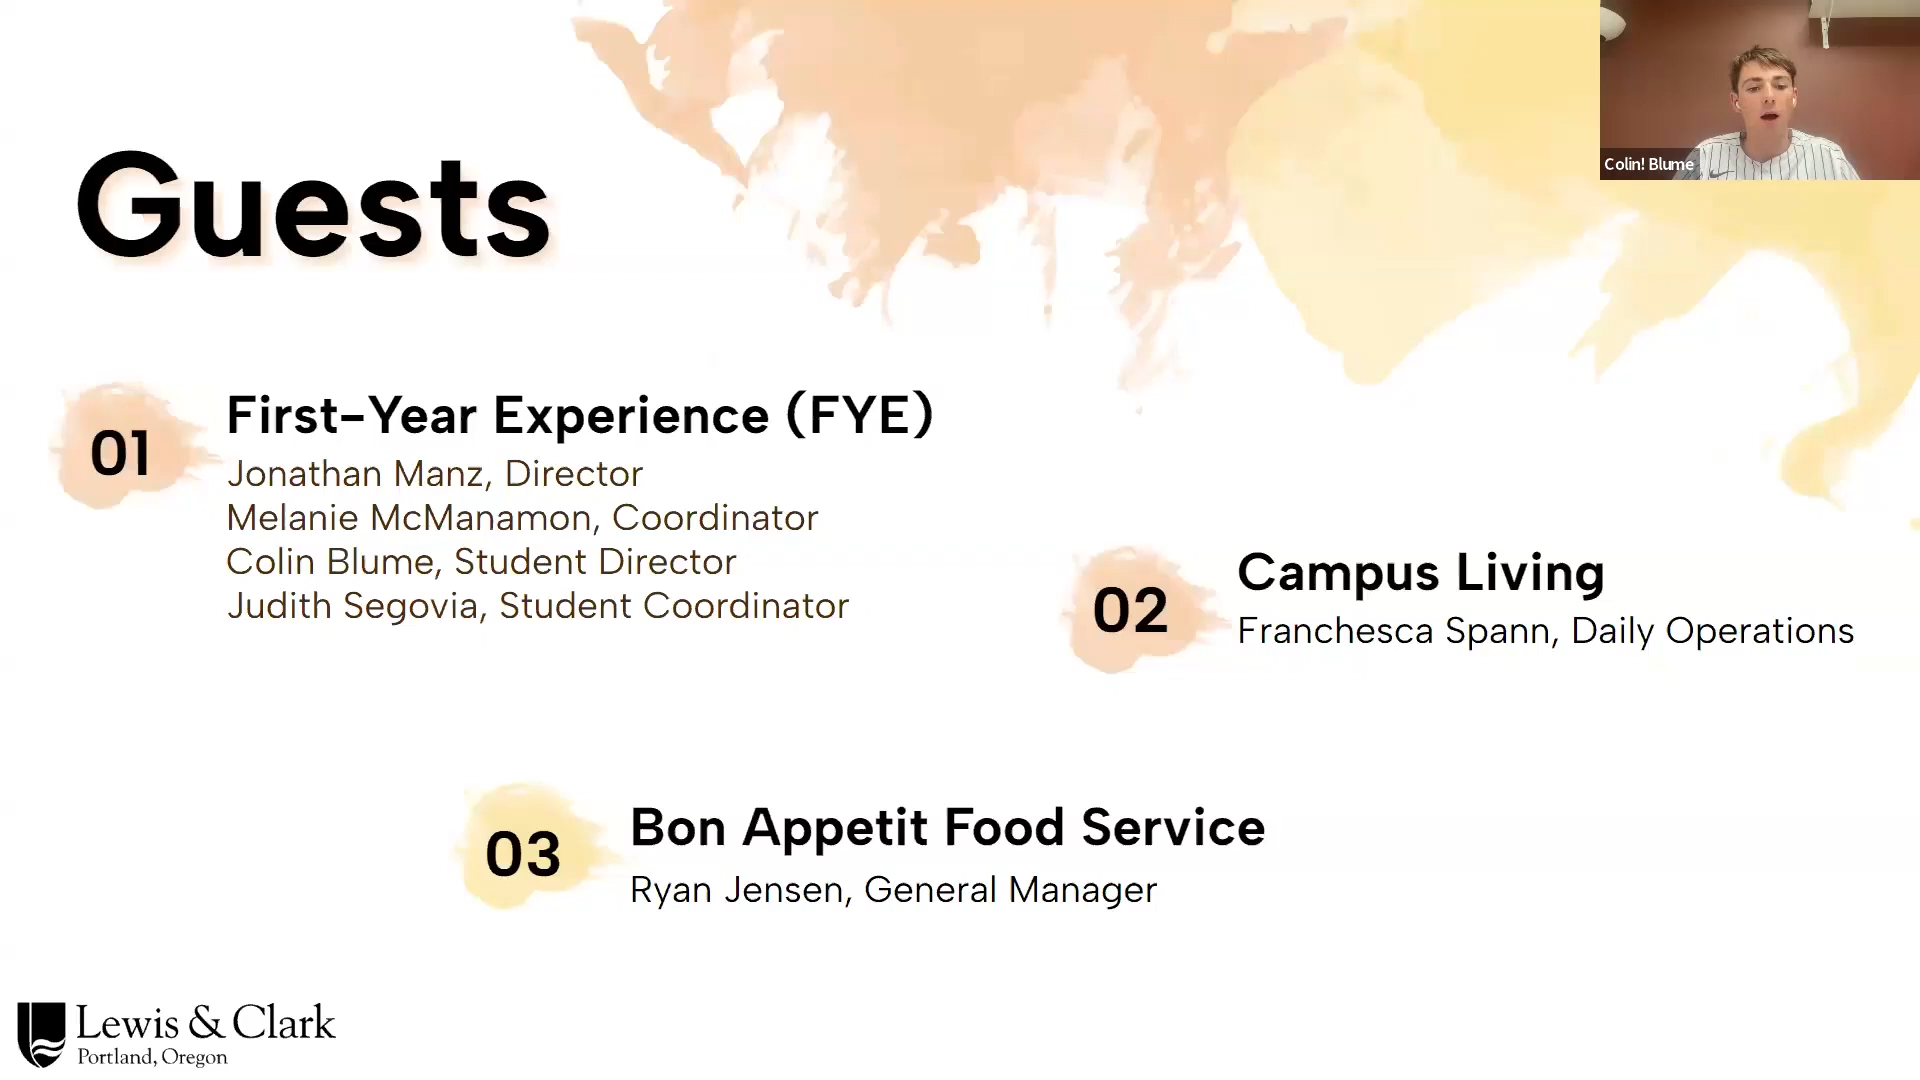 Guests
01
First-Year Experience (FYE)
Jonathan Manz, Director
Melanie McManamon, Coordinator
Colin Blume, Student Director
Judith Segovia, Student Coordinator
02
Campus Living
Franchesca Spann, Daily Operations
03
Bon Appetit Food Service
Ryan Jensen, General Manager
Lewis & Clark
Portland, Oregon
Colin! Blume